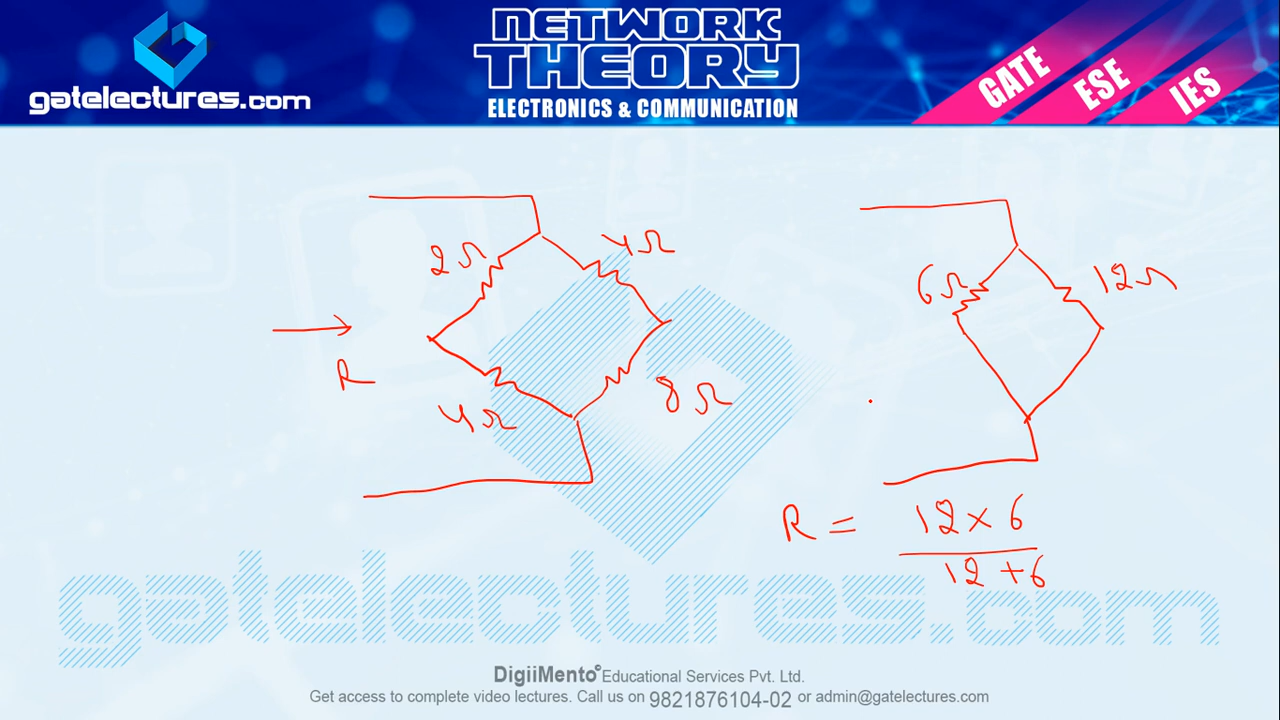 gatelectures.com
NETWORK
THEORY
ELECTRONICS & COMMUNICATION
GATE
ESE
IES
2Ω
4Ω
R
4Ω
8Ω
6Ω
12Ω
R = 12 × 6
12 + 6
gatelectures.com
DigiiMento© Educational Services Pvt. Ltd.
Get access to complete video lectures. Call us on 9821876104-02 or admin@gatelectures.com